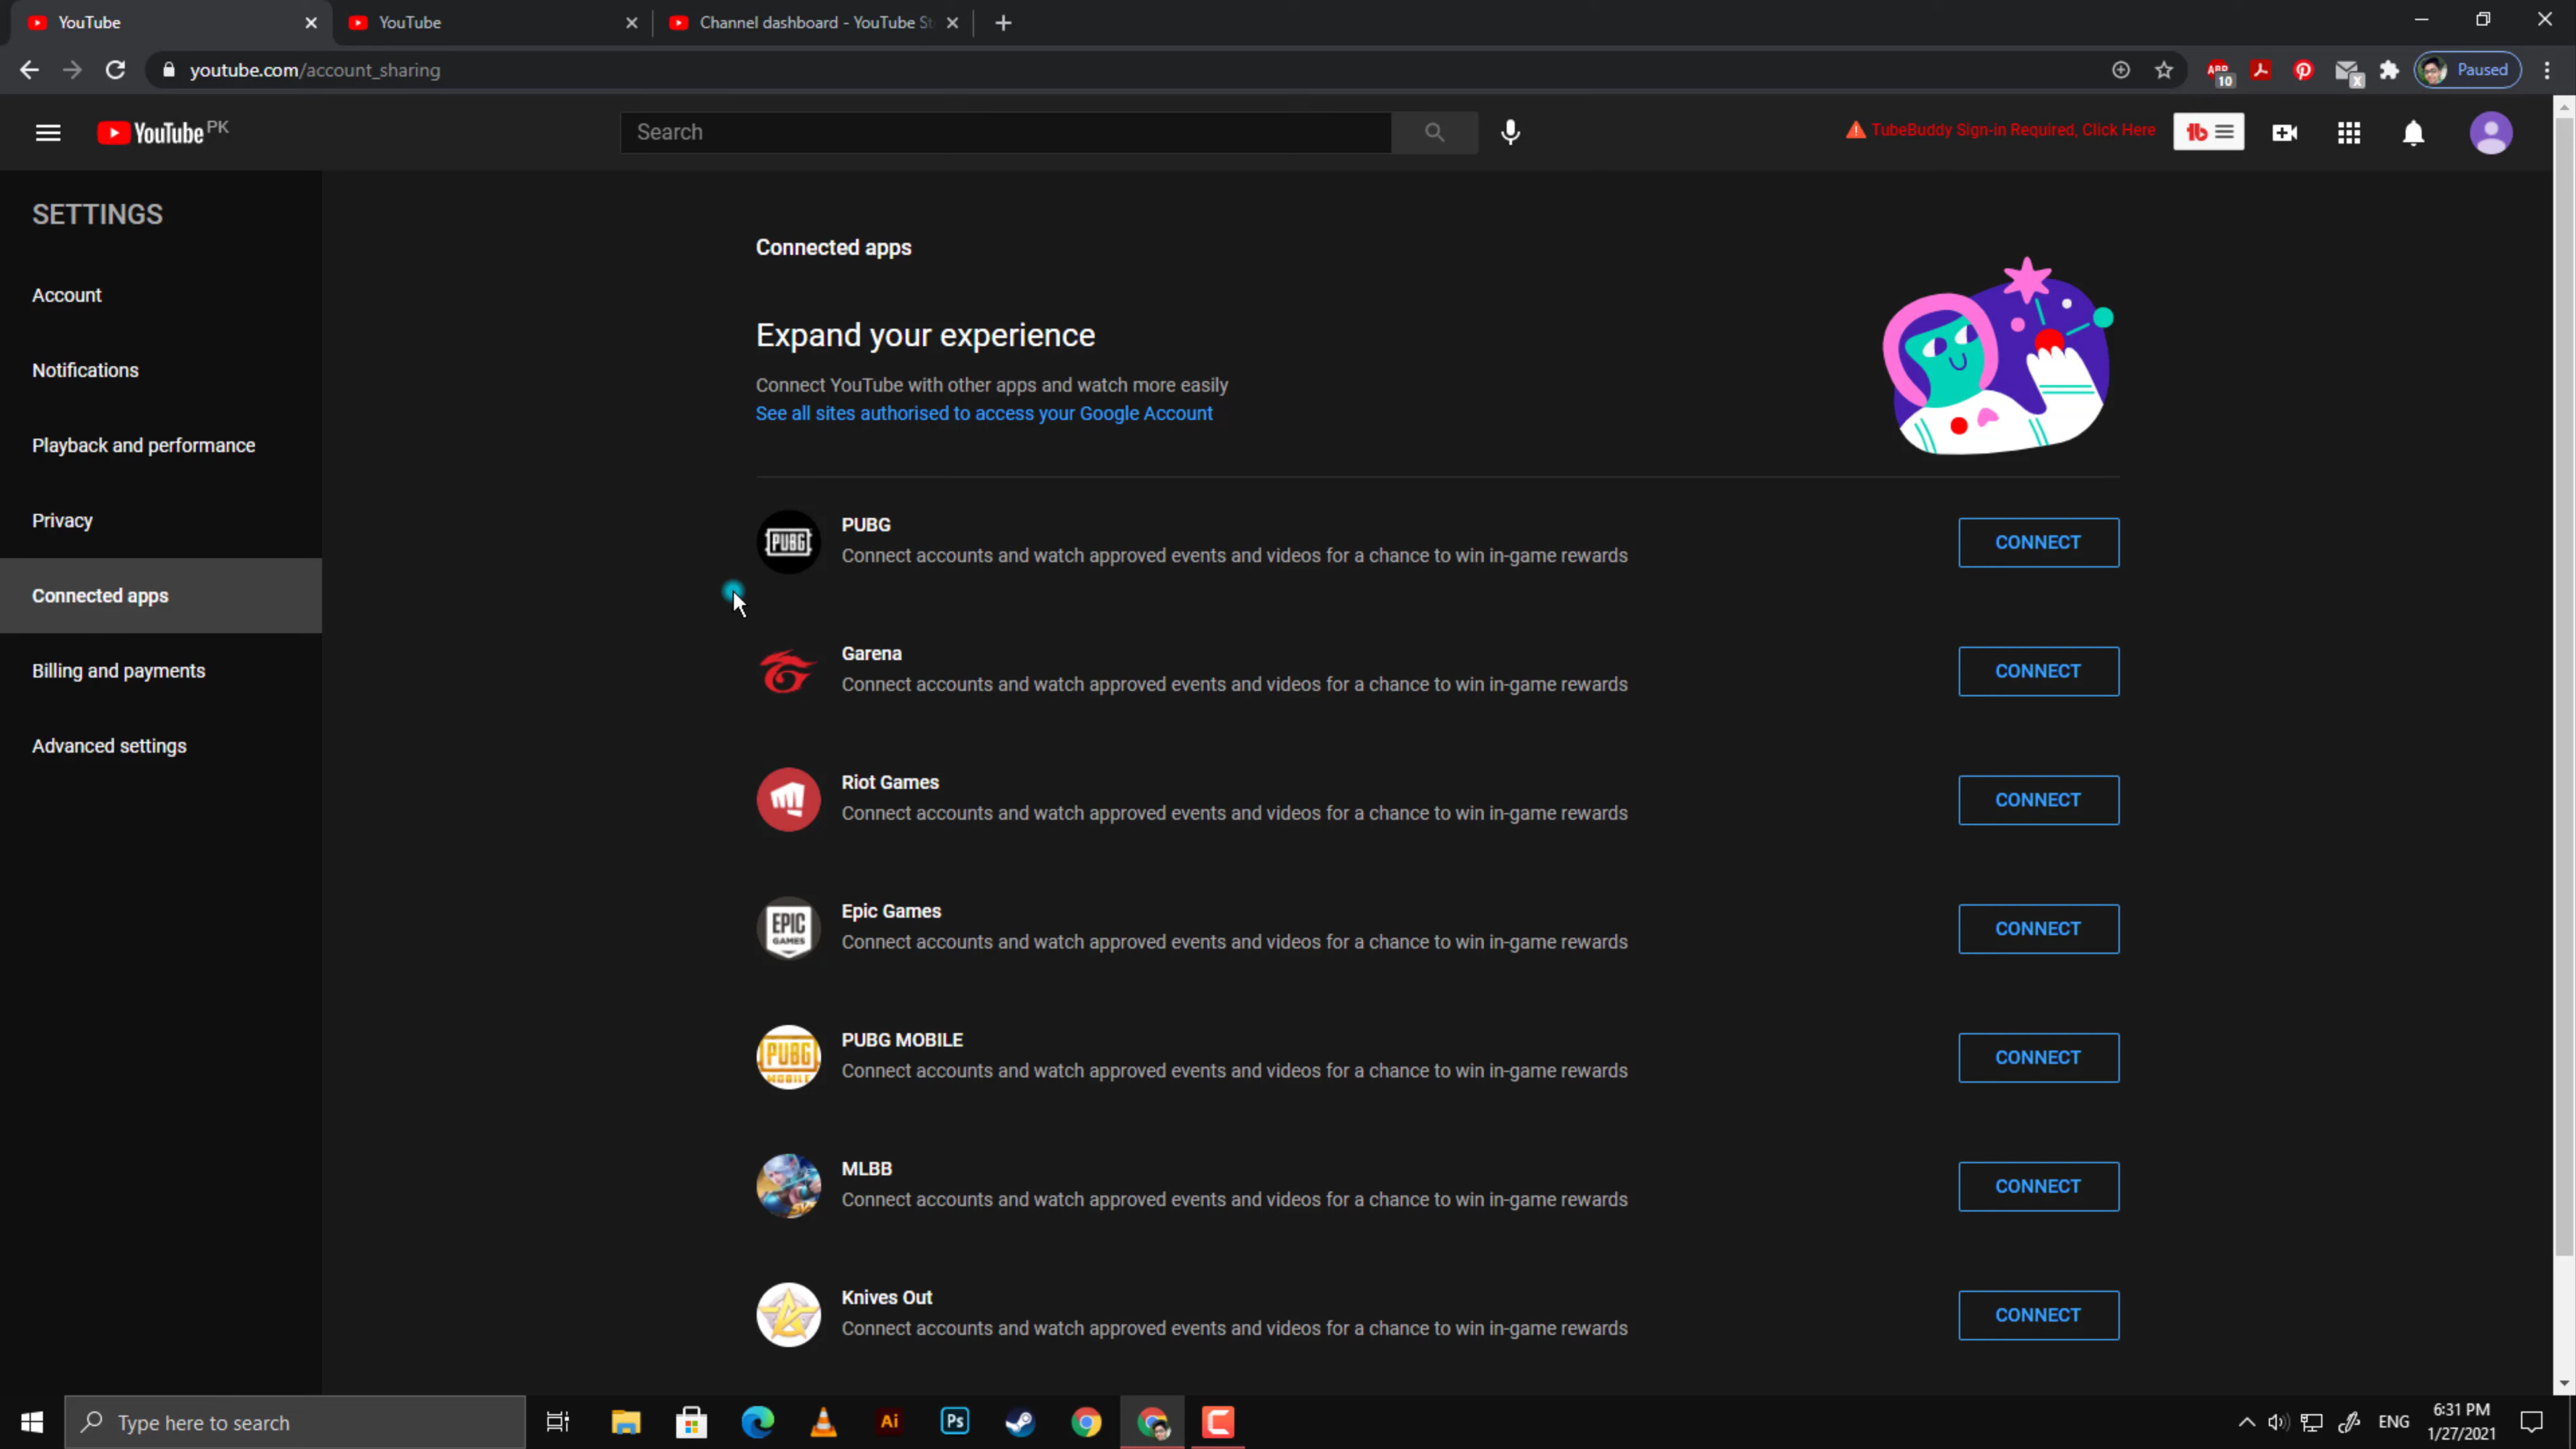 YouTube
YouTube
Channel dashboard - YouTube St
youtube.com/account_sharing
ABP
10
X
Paused
YouTube PK
Search
TubeBuddy Sign-in Required, Click Here
tb
SETTINGS
Account
Notifications
Playback and performance
Privacy
Connected apps
Billing and payments
Advanced settings
Connected apps
Expand your experience
Connect YouTube with other apps and watch more easily
See all sites authorised to access your Google Account
PUBG
PUBG
Connect accounts and watch approved events and videos for a chance to win in-game rewards
CONNECT
Garena
Connect accounts and watch approved events and videos for a chance to win in-game rewards
CONNECT
Riot Games
Connect accounts and watch approved events and videos for a chance to win in-game rewards
CONNECT
EPIC
GAMES
Epic Games
Connect accounts and watch approved events and videos for a chance to win in-game rewards
CONNECT
PUBG
MOBILE
PUBG MOBILE
Connect accounts and watch approved events and videos for a chance to win in-game rewards
CONNECT
MLBB
Connect accounts and watch approved events and videos for a chance to win in-game rewards
CONNECT
Knives Out
Connect accounts and watch approved events and videos for a chance to win in-game rewards
CONNECT
Type here to search
Ai
Ps
ENG
6:31 PM
1/27/2021